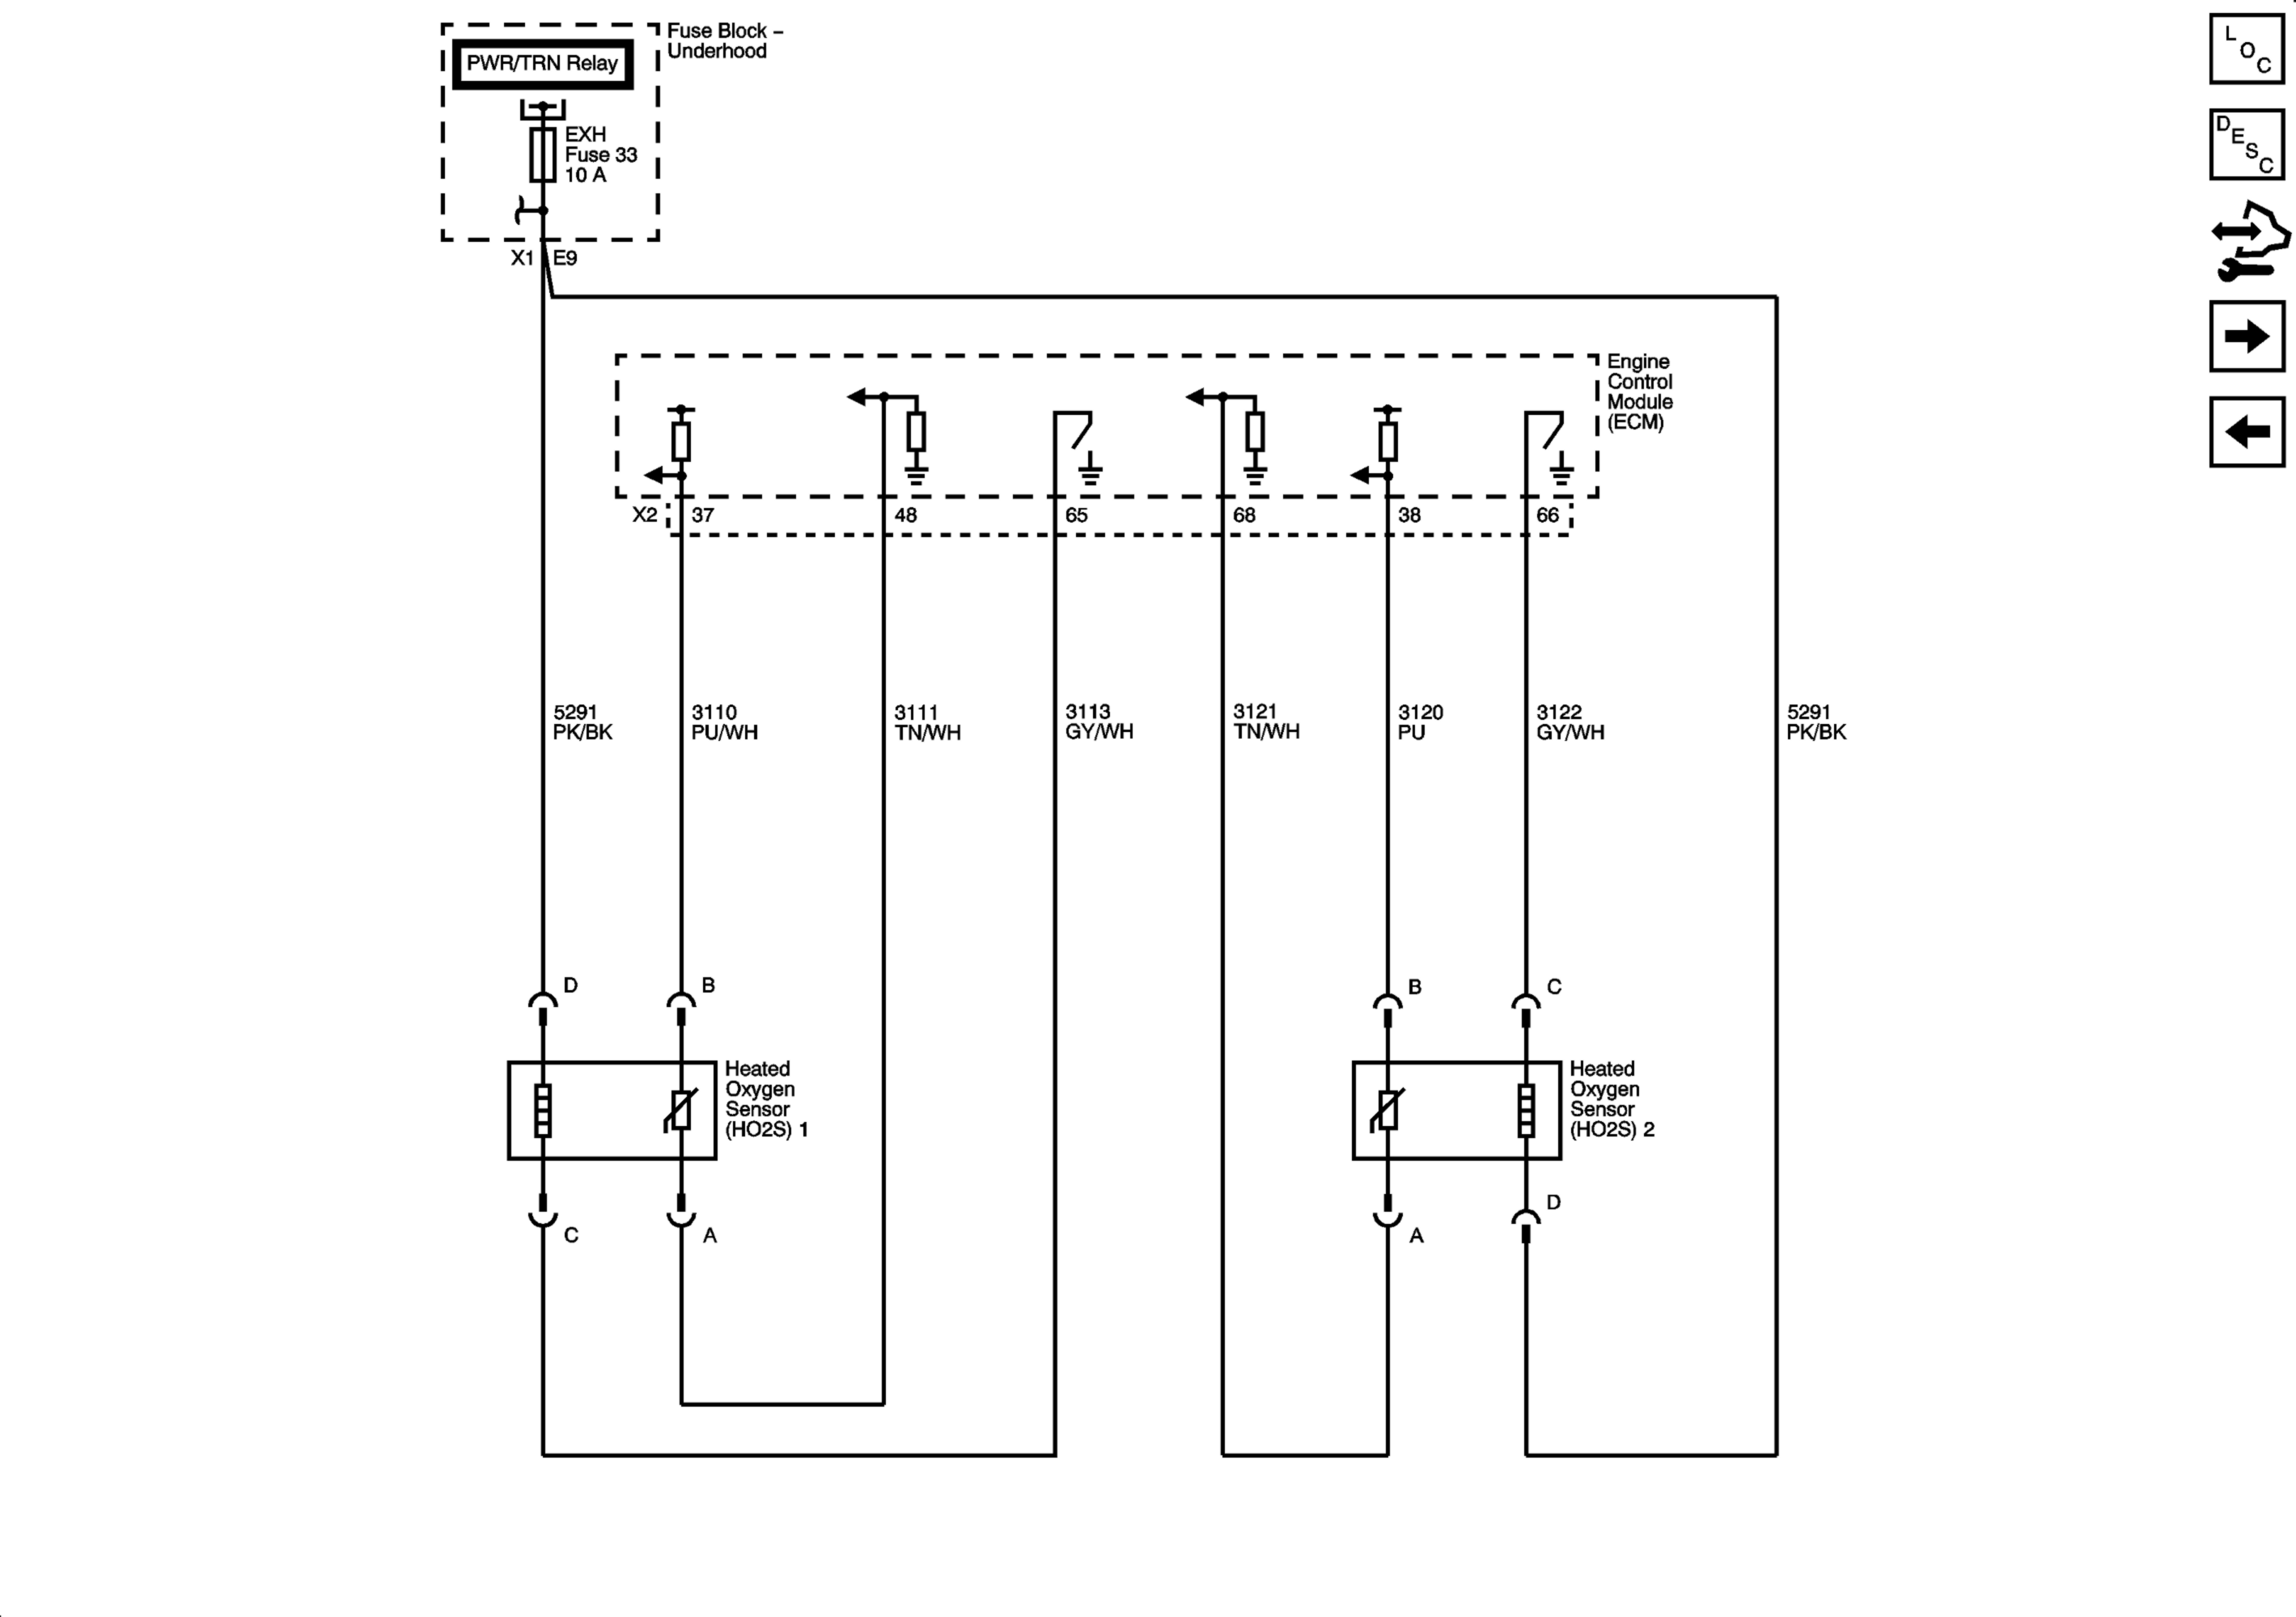 Fuse Block –
Underhood
PWR/TRN Relay
EXH
Fuse 33
10 A
X1 E9
L
O
C
D
E
S
C
Engine
Control
Module
(ECM)
X2 37 48 65 68 38 66
5291
PK/BK
3110
PU/WH
3111
TN/WH
3113
GY/WH
3121
TN/WH
3120
PU
3122
GY/WH
5291
PK/BK
D B B C
Heated
Oxygen
Sensor
(HO2S) 1
Heated
Oxygen
Sensor
(HO2S) 2
C A A D